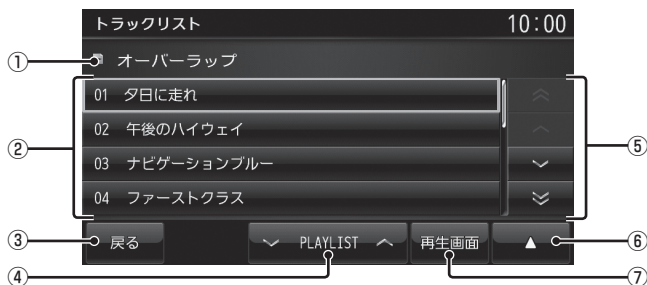 トラックリスト 10:00
① オーバーラップ
② ⑤
01 夕日に走れ
02 午後のハイウェイ
03 ナビゲーションブルー
04 ファーストクラス
③ 戻る PLAYLIST 再生画面 ▲ ⑥
④ ⑦